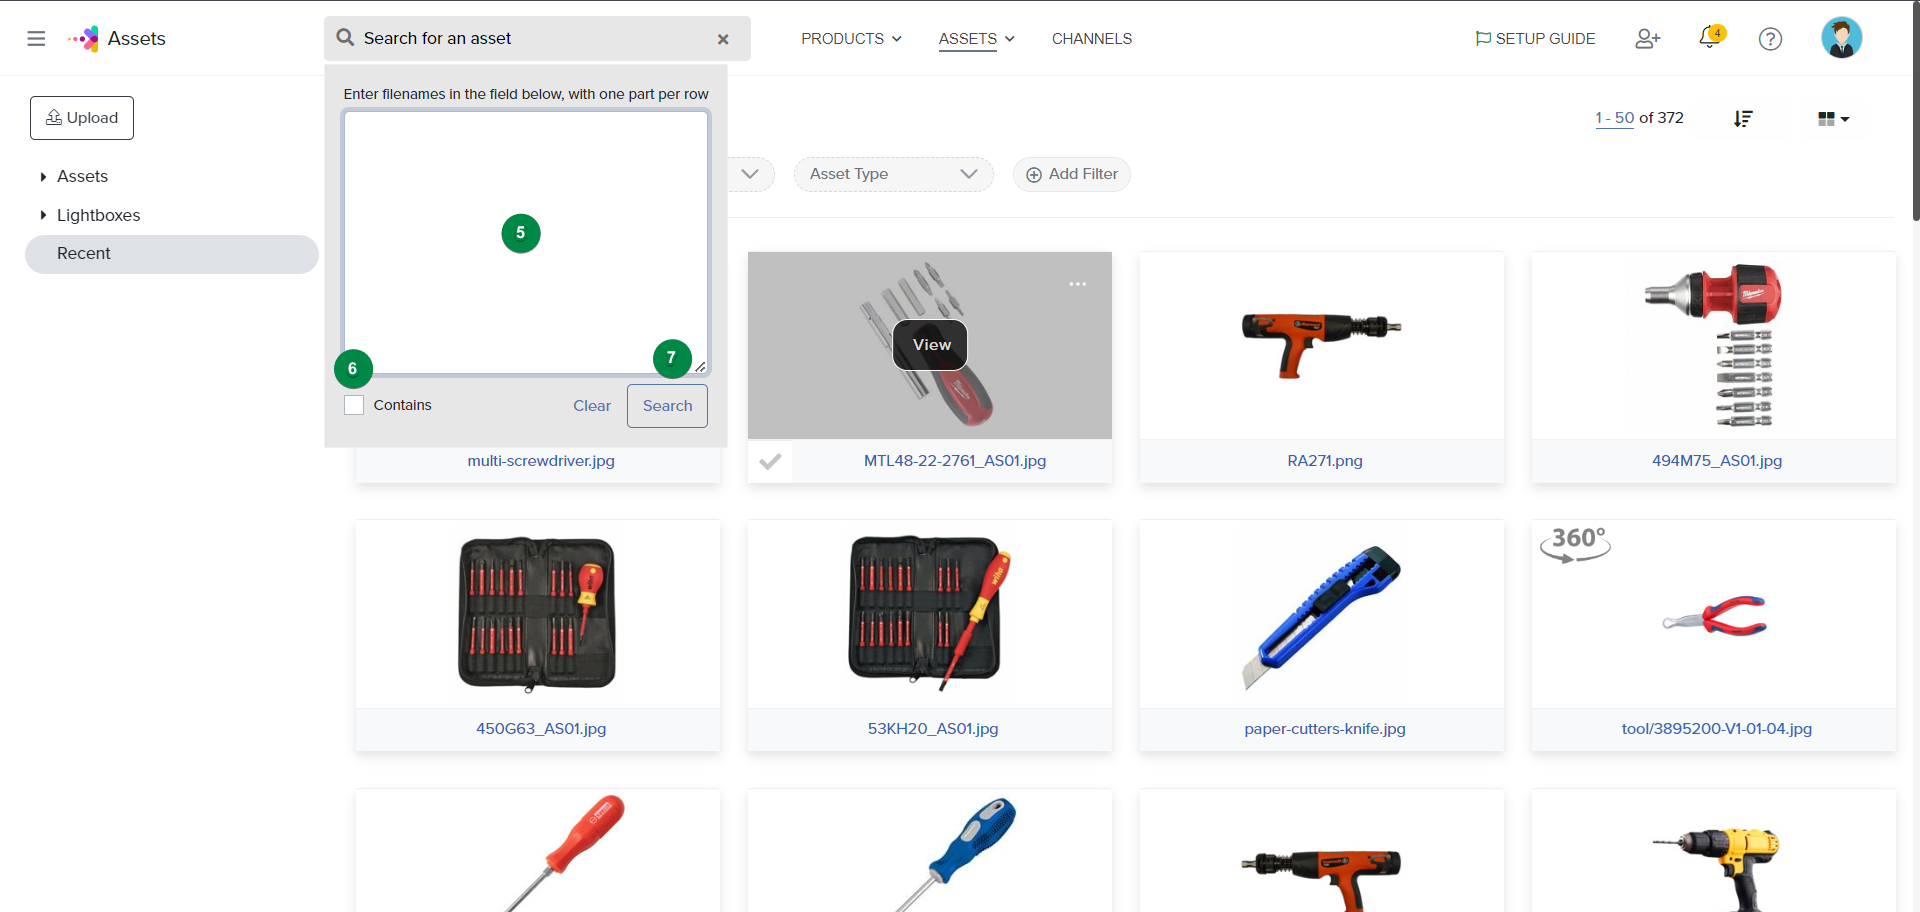 Assets
Search for an asset
PRODUCTS
ASSETS
CHANNELS
SETUP GUIDE
4
?
Enter filenames in the field below, with one part per row
Upload
1 - 50 of 372
Assets
Asset Type
Add Filter
Lightboxes
5
Recent
View
7
6
Contains
Clear
Search
multi-screwdriver.jpg
MTL48-22-2761_AS01.jpg
RA271.png
494M75_AS01.jpg
360°
450G63_AS01.jpg
53KH20_AS01.jpg
paper-cutters-knife.jpg
tool/3895200-V1-01-04.jpg
Milwaukee
wiha
wiha